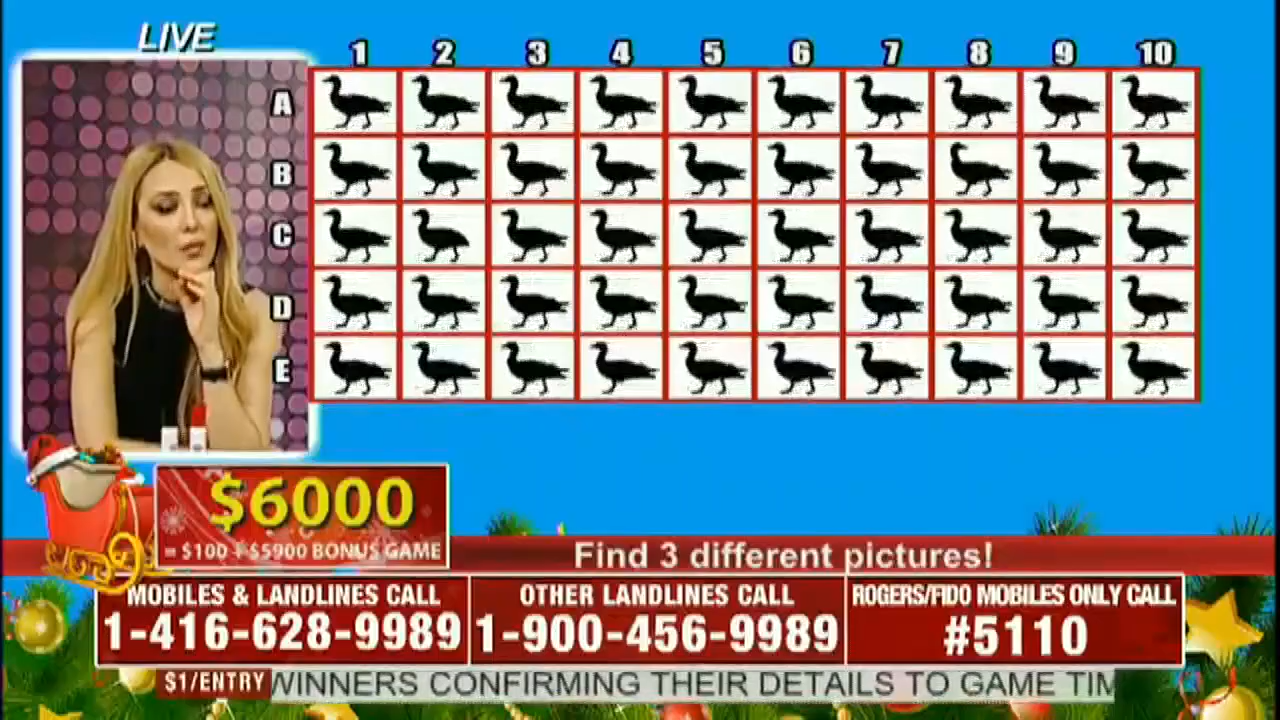 LIVE
1 2 3 4 5 6 7 8 9 10
A
B
C
D
E
$6000
= $100 + $5900 BONUS GAME
Find 3 different pictures!
MOBILES & LANDLINES CALL
1-416-628-9989
OTHER LANDLINES CALL
1-900-456-9989
ROGERS/FIDO MOBILES ONLY CALL
#5110
$1/ENTRY
WINNERS CONFIRMING THEIR DETAILS TO GAME TIM